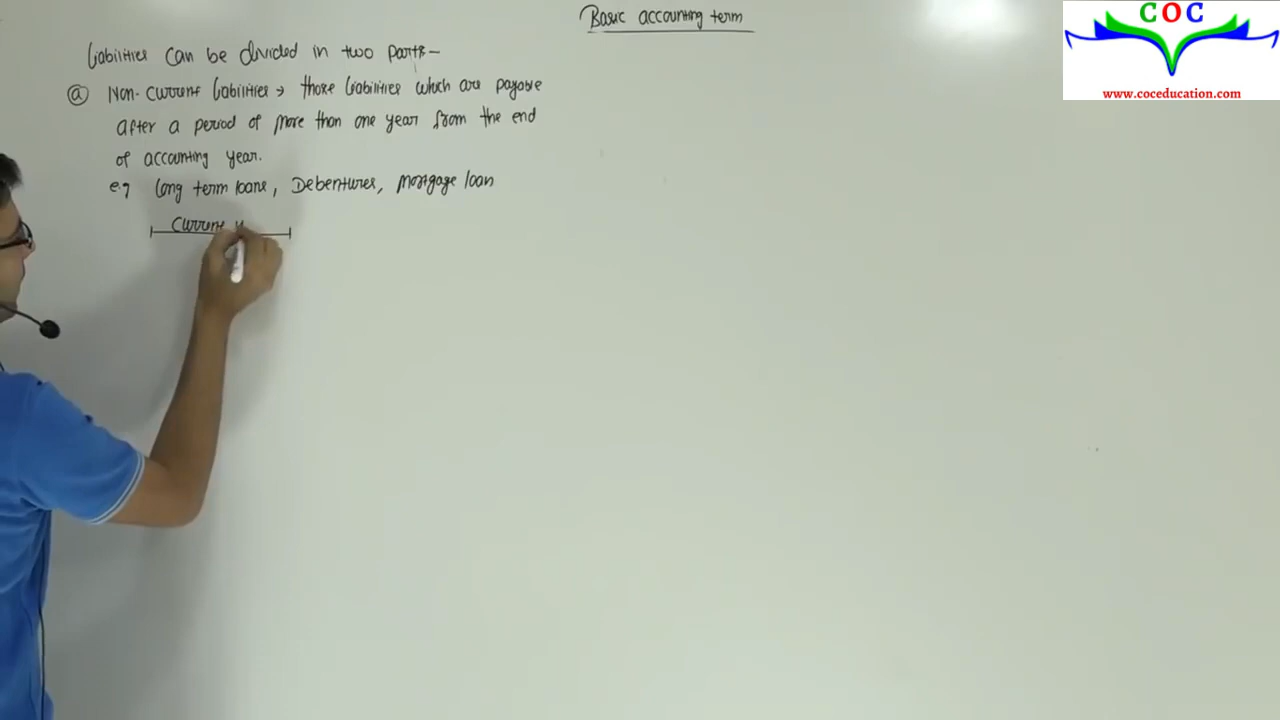 Basic accounting term
COC
www.coceducation.com
Liabilities can be divided in two parts –
(a) Non-current liabilities → those liabilities which are payable
after a period of more than one year from the end
of accounting year.
e.g Long term loans, Debentures, Mortgage loan
Current